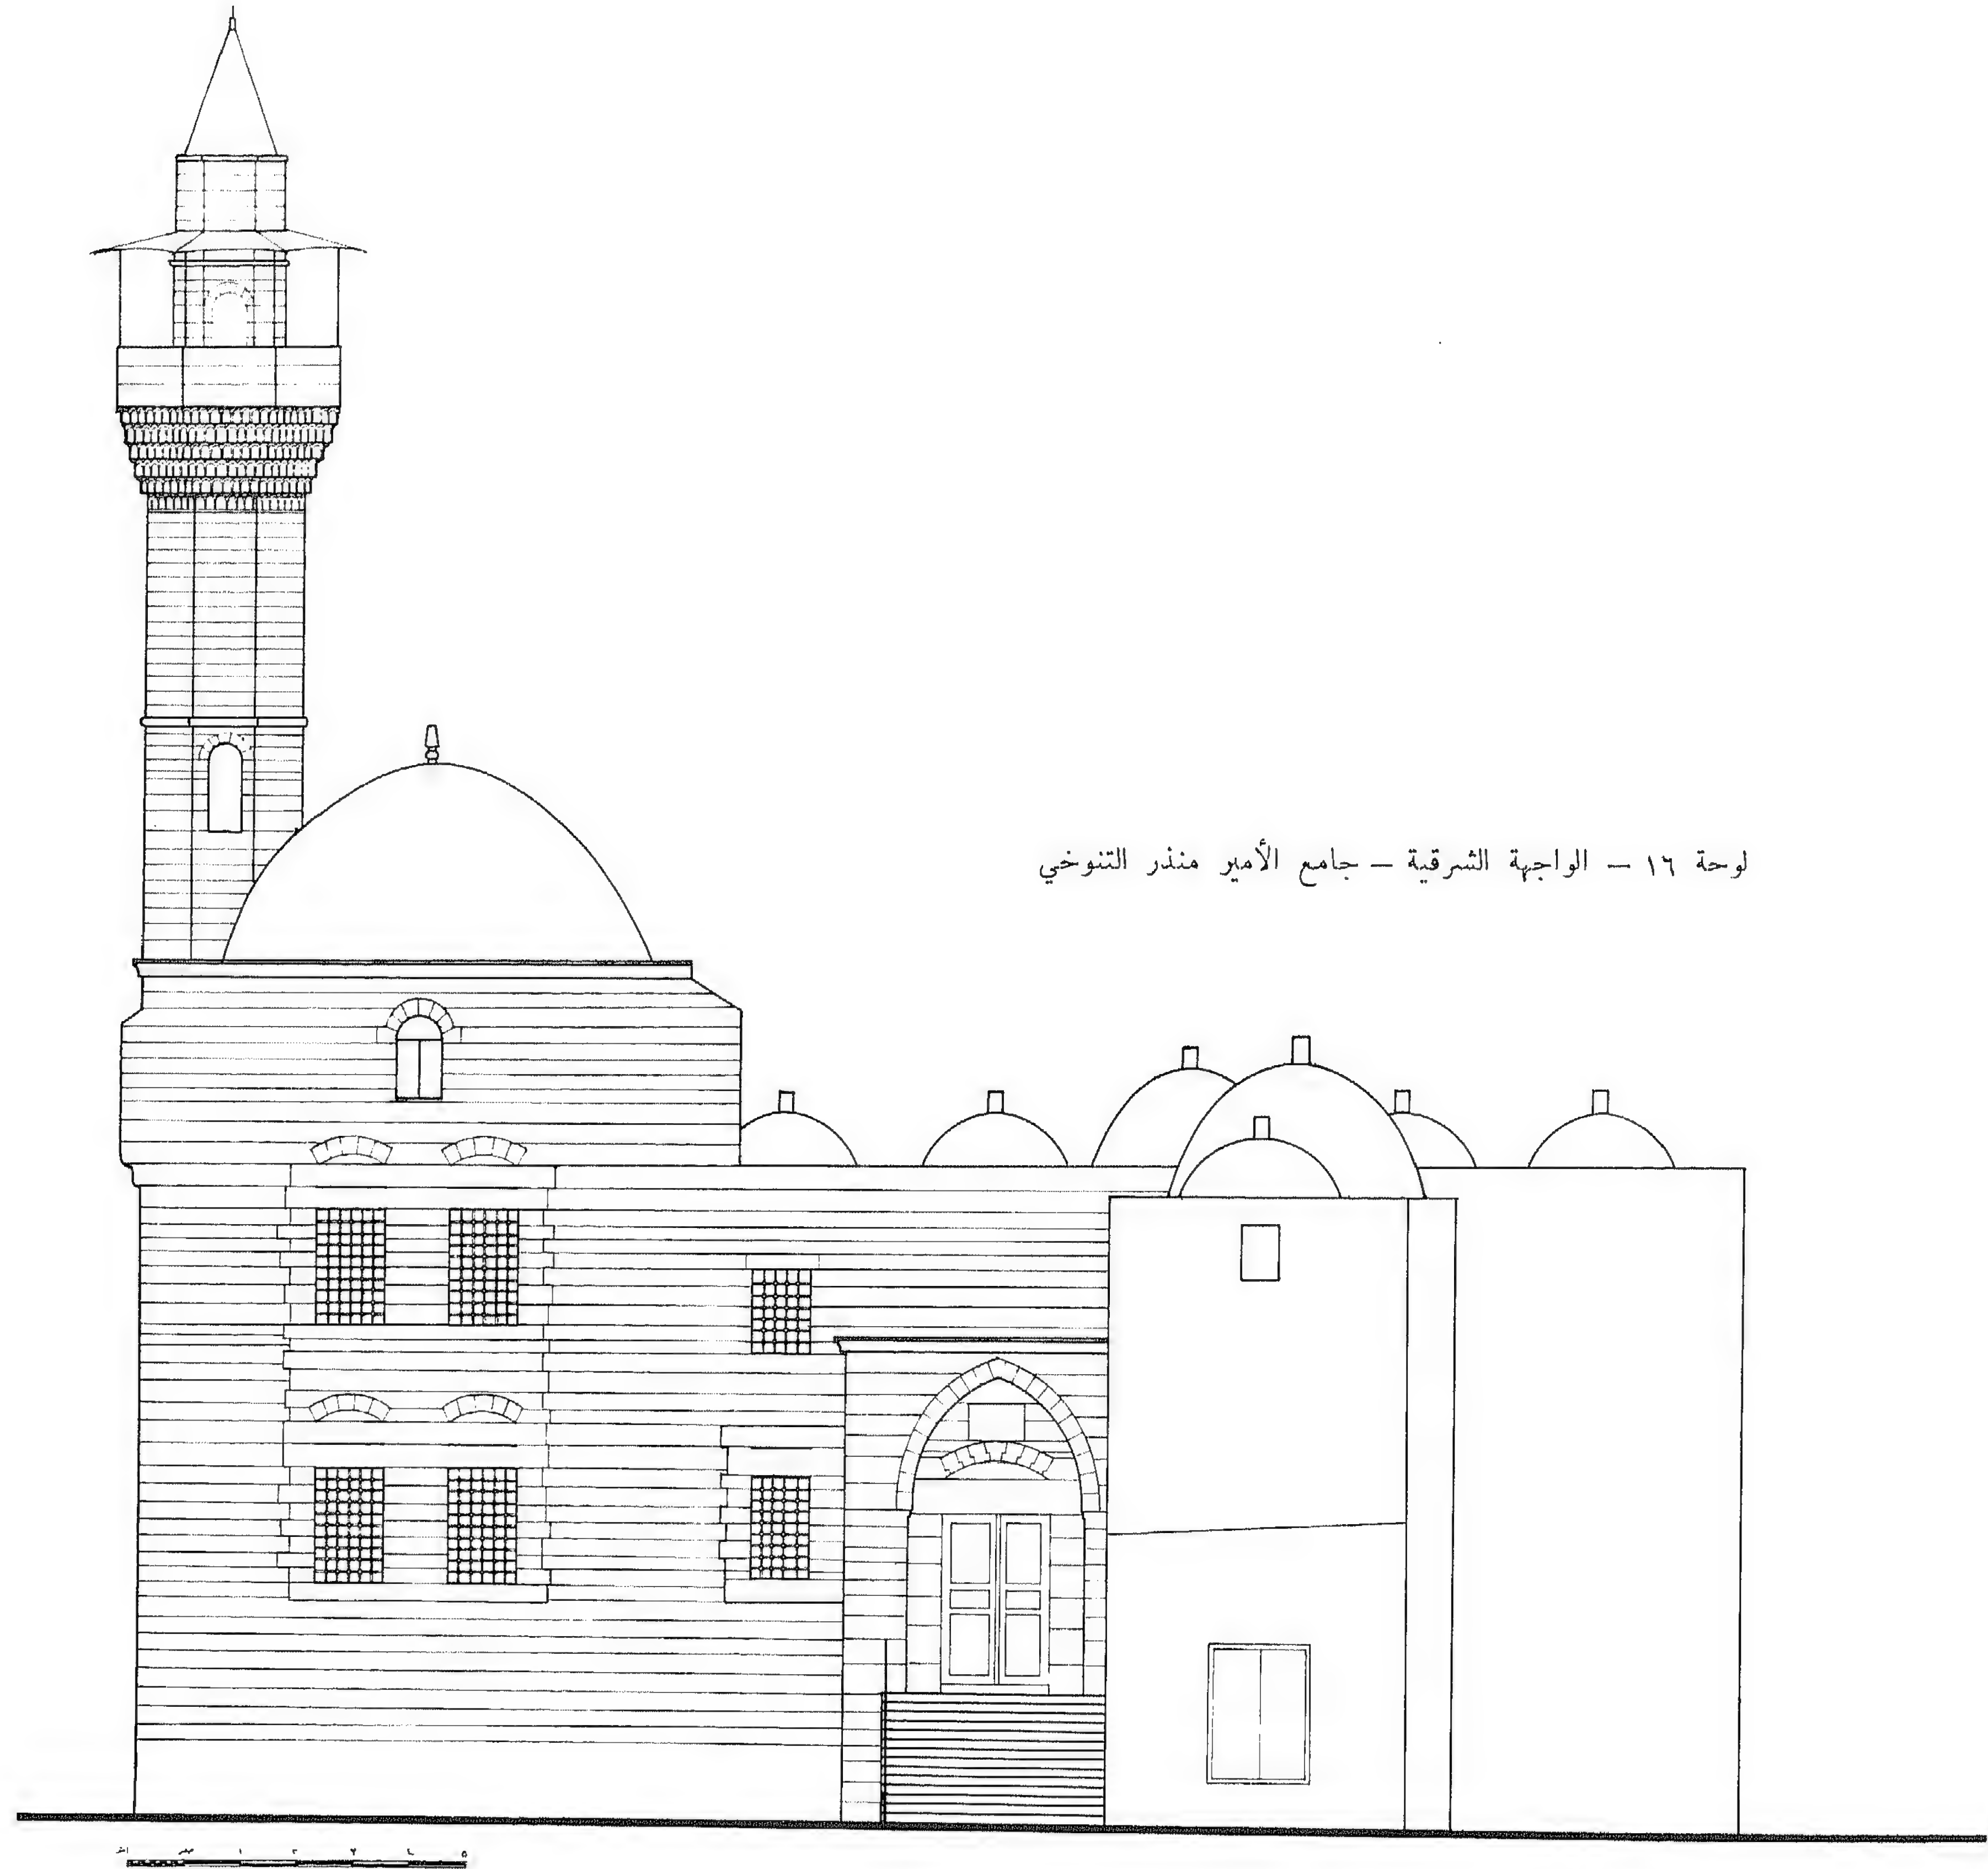 لوحة ١٦ – الواجهة الشرقية – جامع الأمير منذر التنوخي